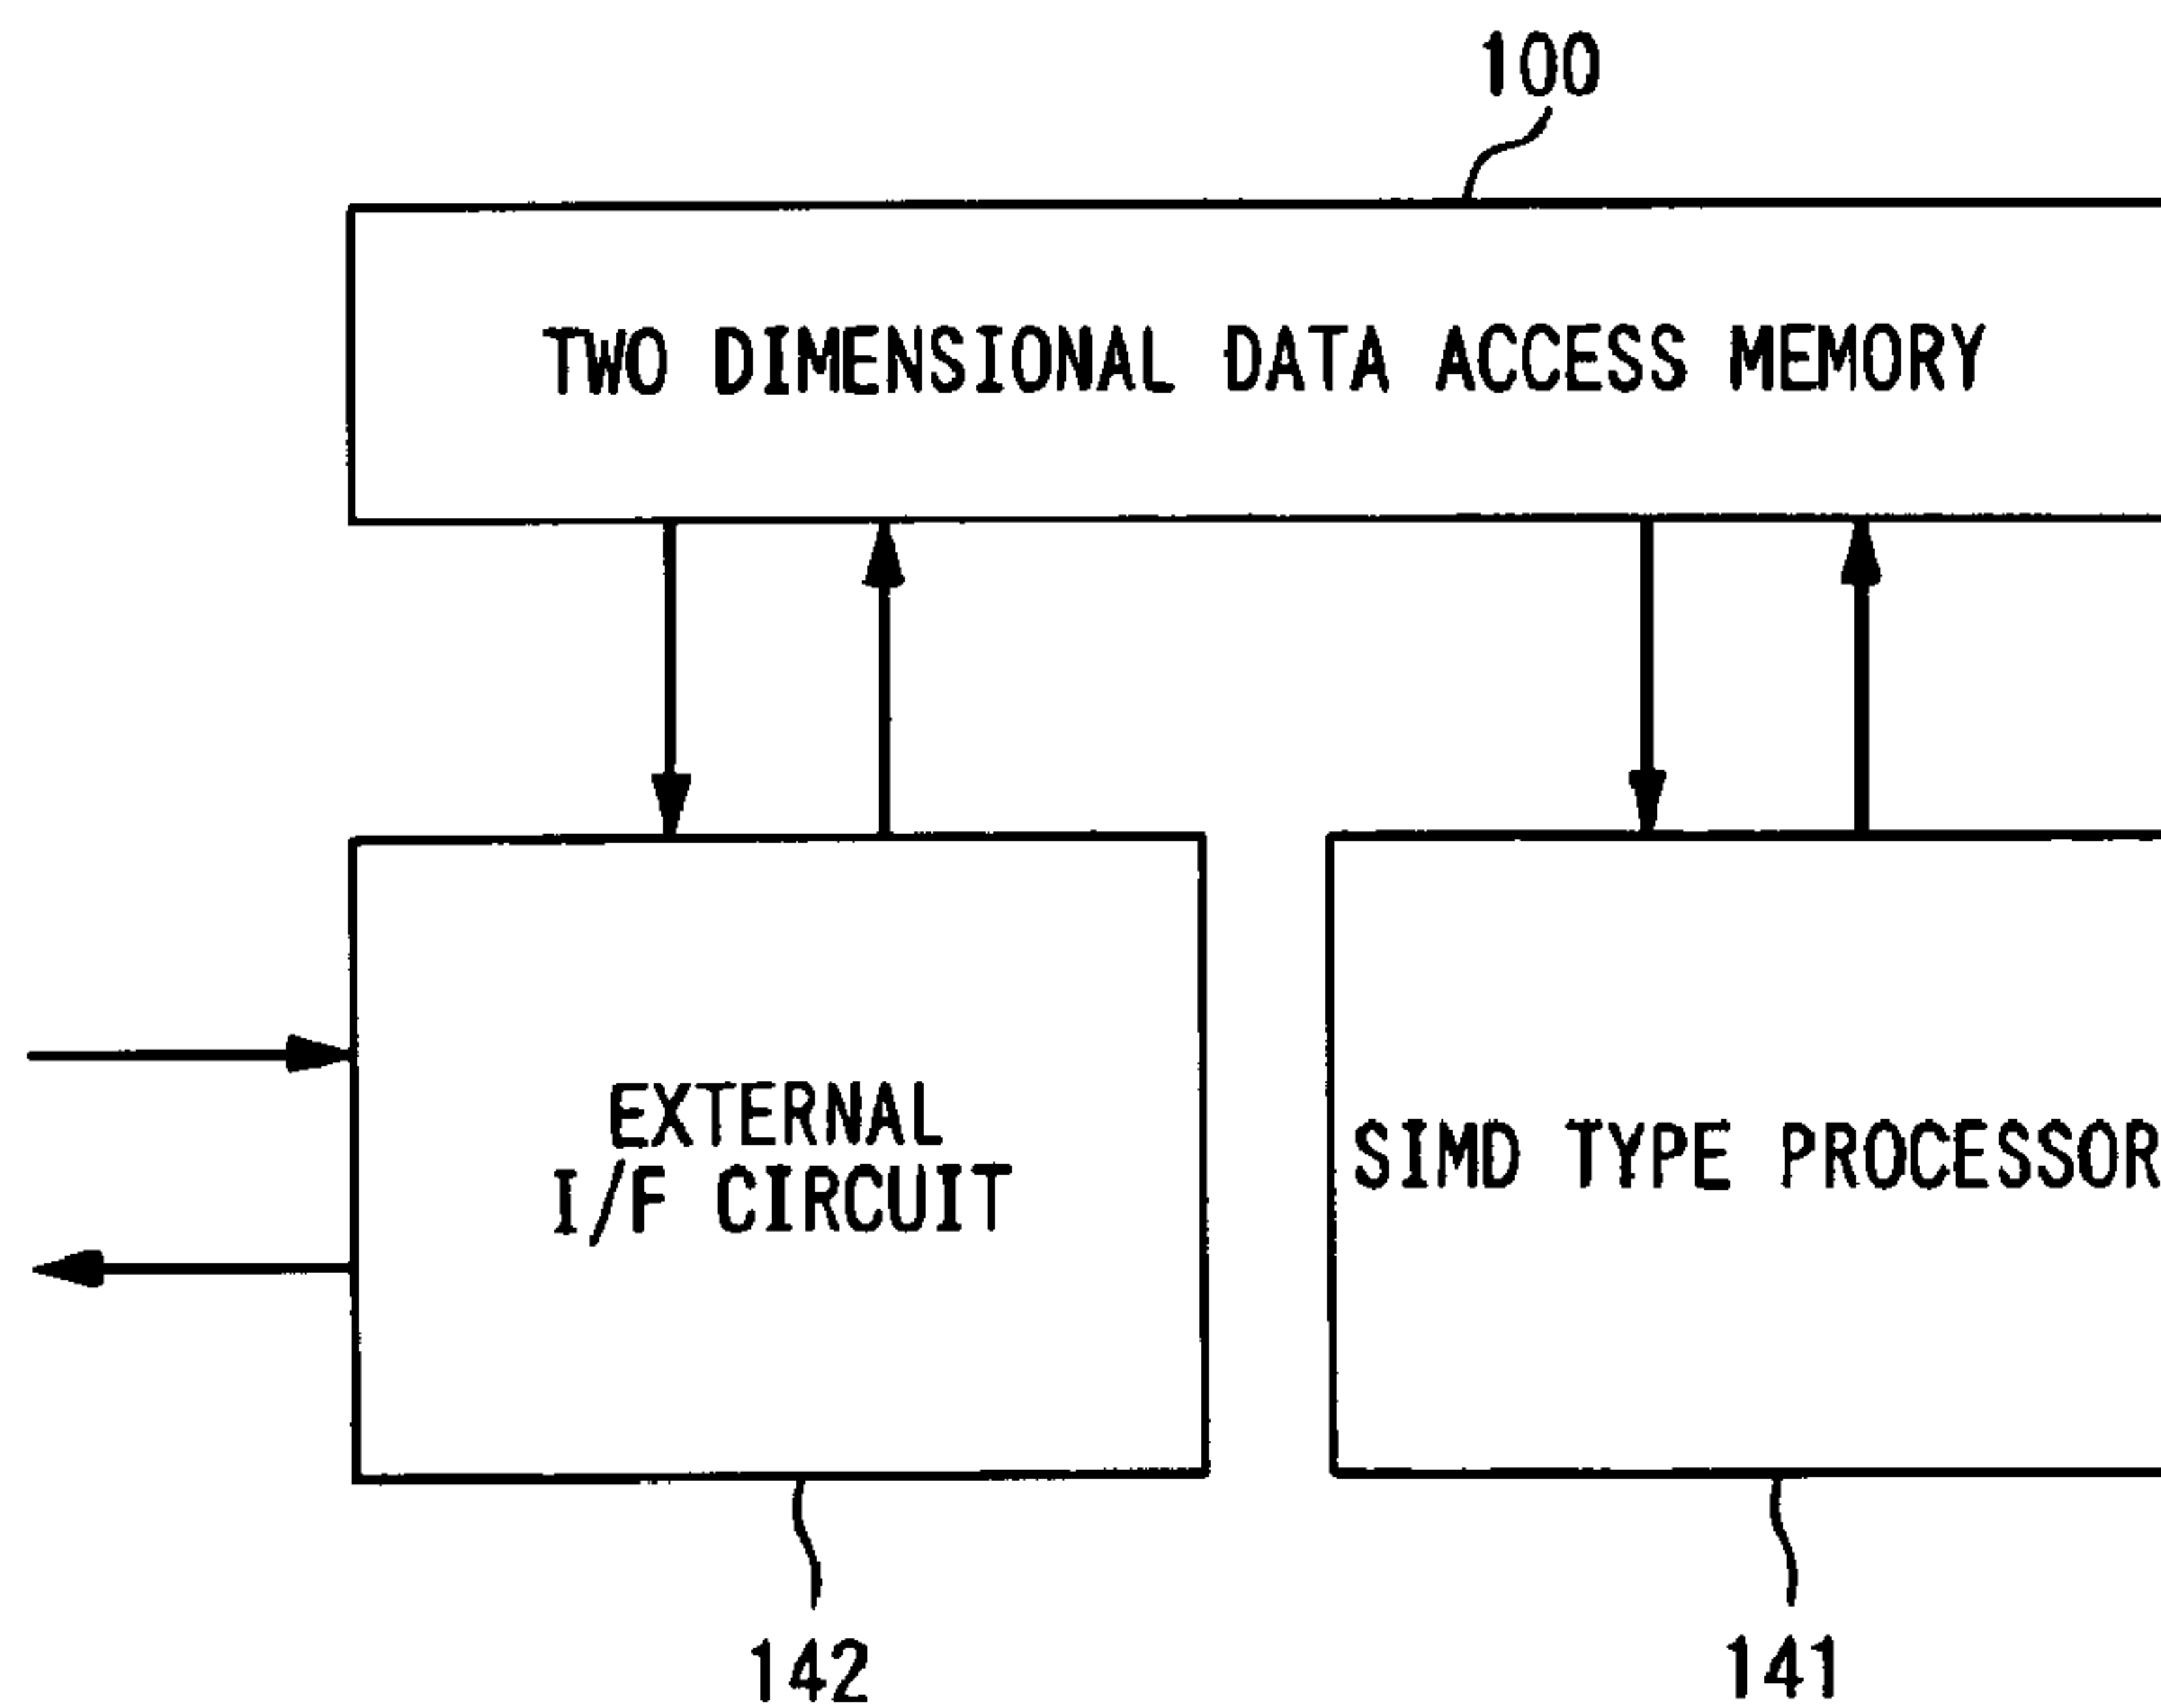 100
TWO DIMENSIONAL DATA ACCESS MEMORY
EXTERNAL
I/F CIRCUIT
SIMD TYPE PROCESSOR
142
141